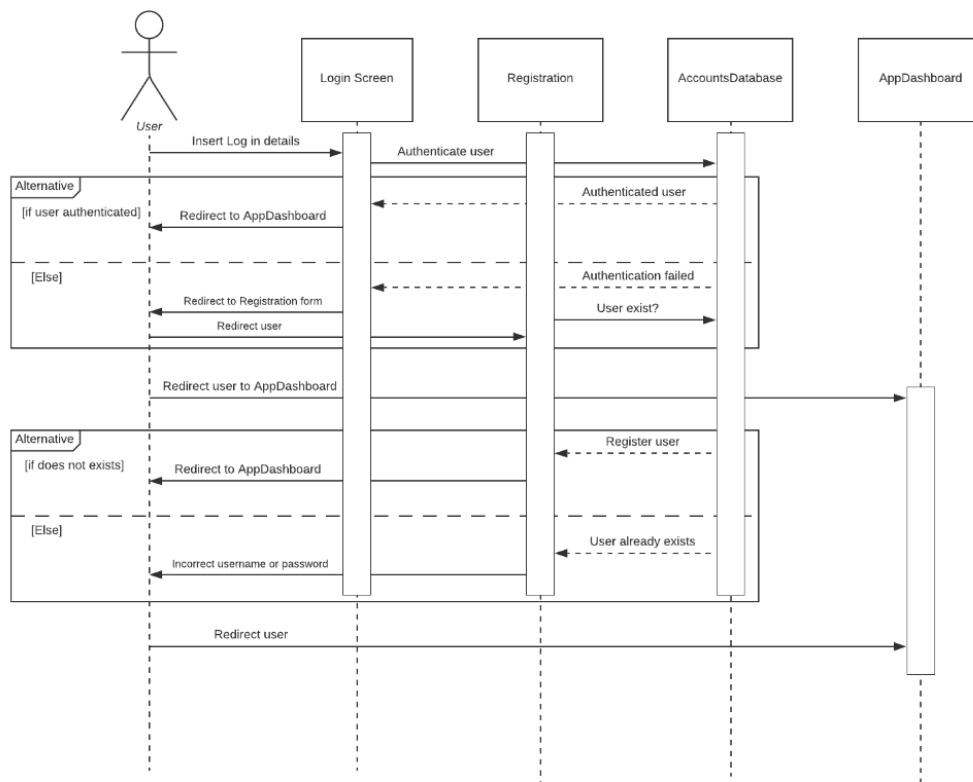 Login Screen
Registration
AccountsDatabase
AppDashboard
User
Insert Log in details
Authenticate user
Alternative
Authenticated user
[if user authenticated]
Redirect to AppDashboard
[Else]
Authentication failed
Redirect to Registration form
User exist?
Redirect user
Redirect user to AppDashboard
Alternative
Register user
[if does not exists]
Redirect to AppDashboard
[Else]
User already exists
Incorrect username or password
Redirect user